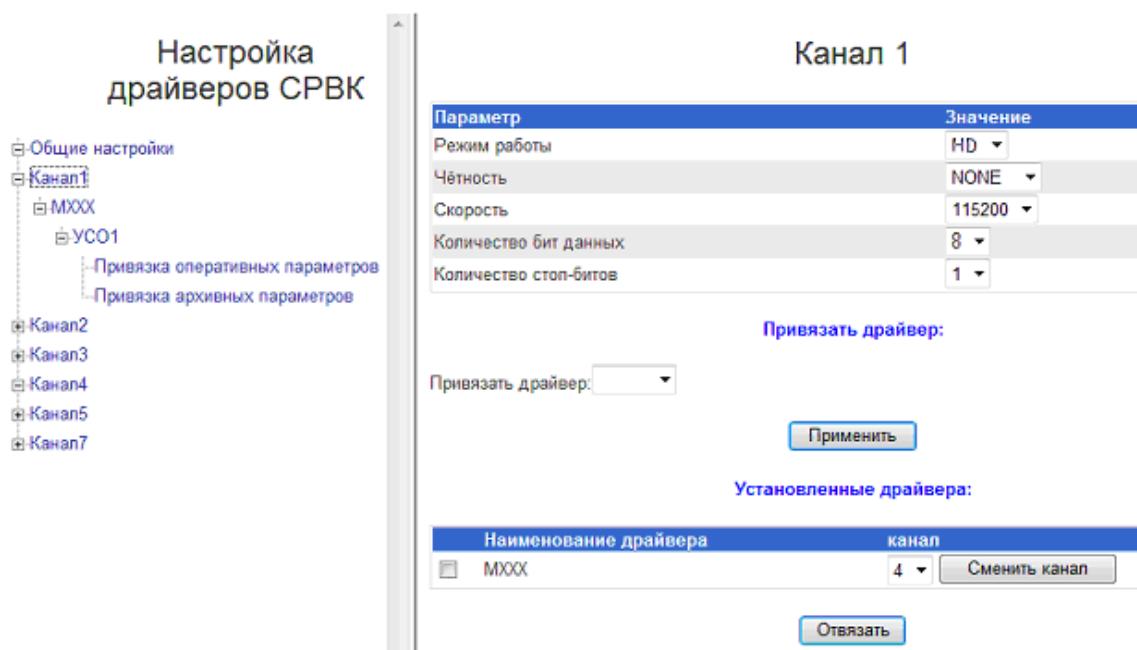 Настройка
драйверов СРВК
Общие настройки
Канал1
МХХХ
УСО1
Привязка оперативных параметров
Привязка архивных параметров
Канал2
Канал3
Канал4
Канал5
Канал7
Канал 1
Параметр Значение
Режим работы HD
Чётность NONE
Скорость 115200
Количество бит данных 8
Количество стоп-битов 1
Привязать драйвер:
Привязать драйвер:
Применить
Установленные драйвера:
Наименование драйвера канал
МХХХ 4 Сменить канал
Отвязать